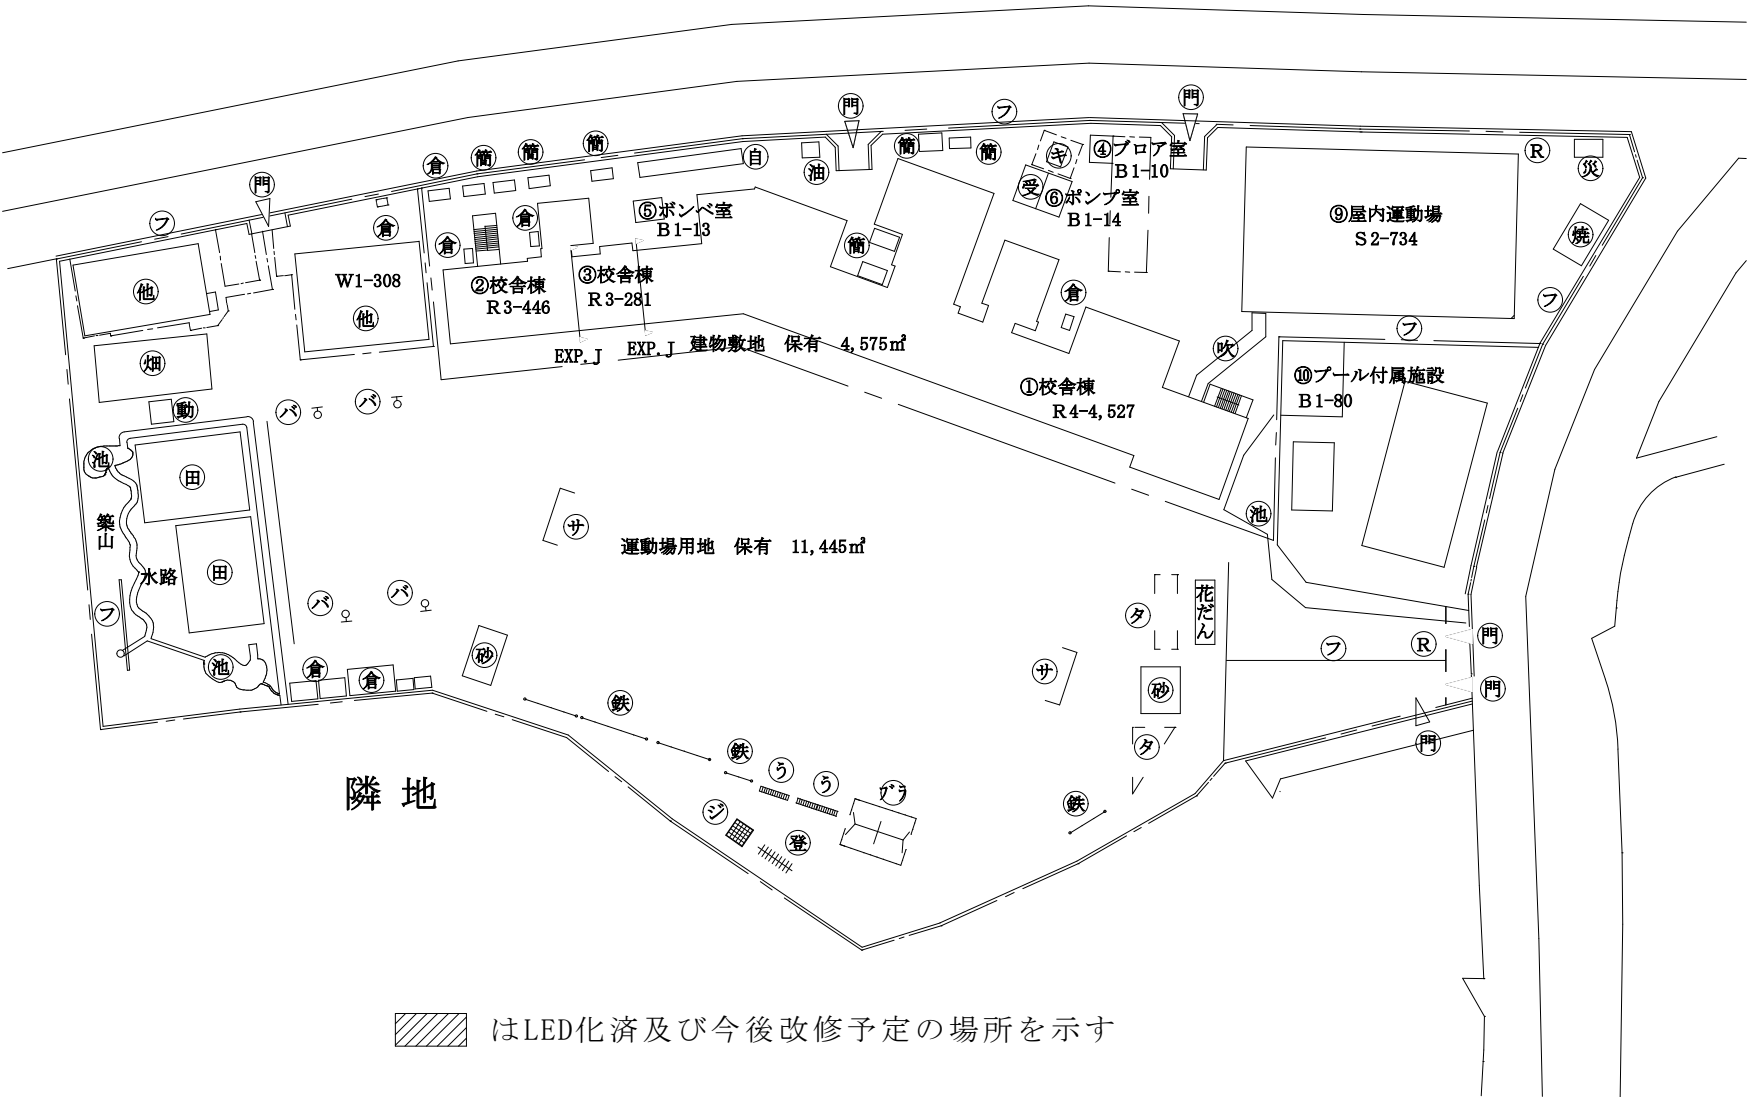 門
フ
門
フ
門
Ⓡ
災
倉
簡
簡
簡
自
油
簡
簡
キ
④ブロア室
B1-10
受
⑥ポンプ室
B1-14
⑨屋内運動場
S2-734
焼
フ
フ
倉
倉
倉
⑤ボンベ室
B1-13
簡
他
W1-308
他
②校舎棟
R3-446
③校舎棟
R3-281
倉
吹
EXP.J
EXP.J
建物敷地 保有 4,575㎡
①校舎棟
R4-4,527
⑩プール付属施設
B1-80
畑
動
バ
バ
池
田
築山
サ
運動場用地 保有 11,445㎡
池
水路
田
フ
バ
バ
タ
花だん
池
倉
倉
砂
サ
砂
フ
Ⓡ
門
門
門
鉄
鉄
う
う
ブラ
タ
ジ
登
鉄
隣地
はLED化済及び今後改修予定の場所を示す